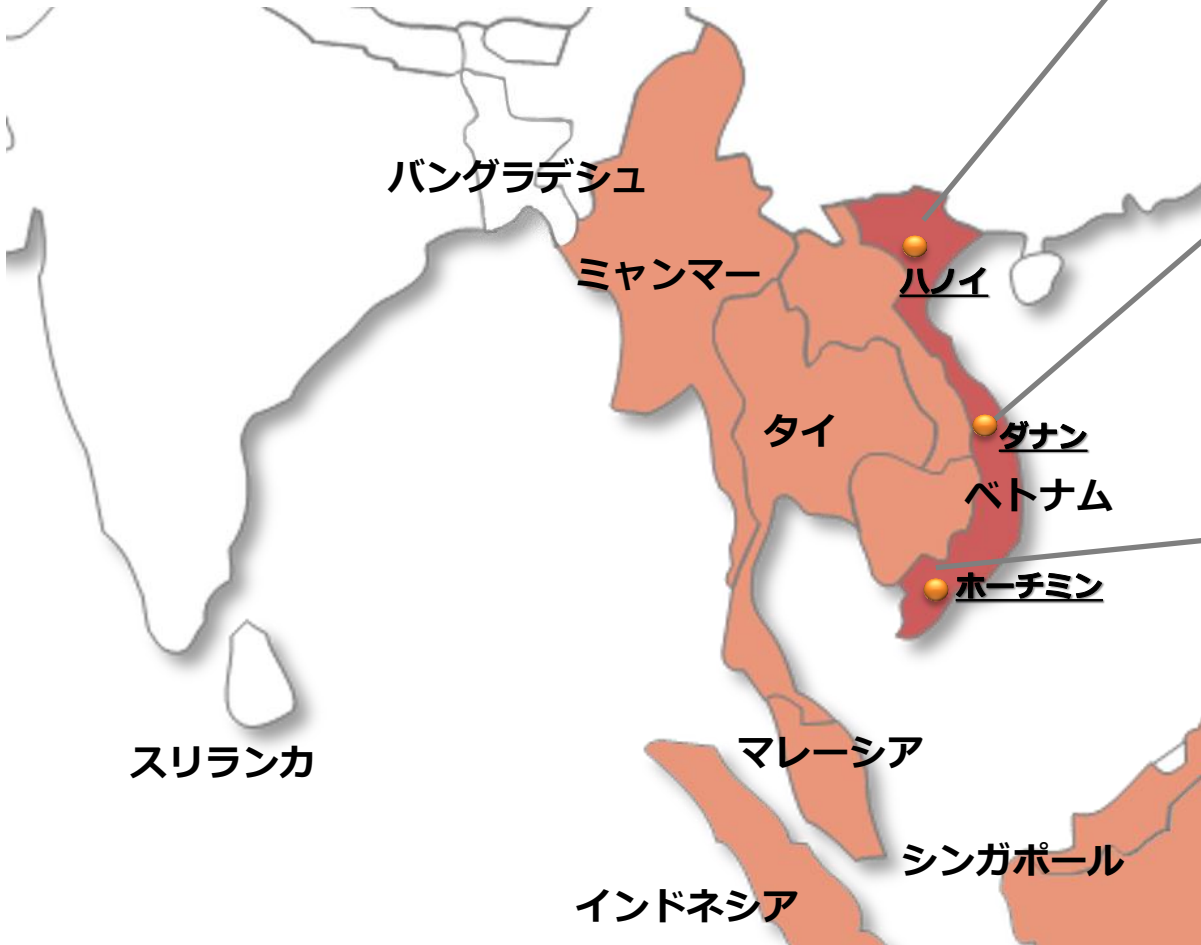 バングラデシュ
ミャンマー
ハノイ
タイ
ダナン
ベトナム
ホーチミン
スリランカ
マレーシア
シンガポール
インドネシア